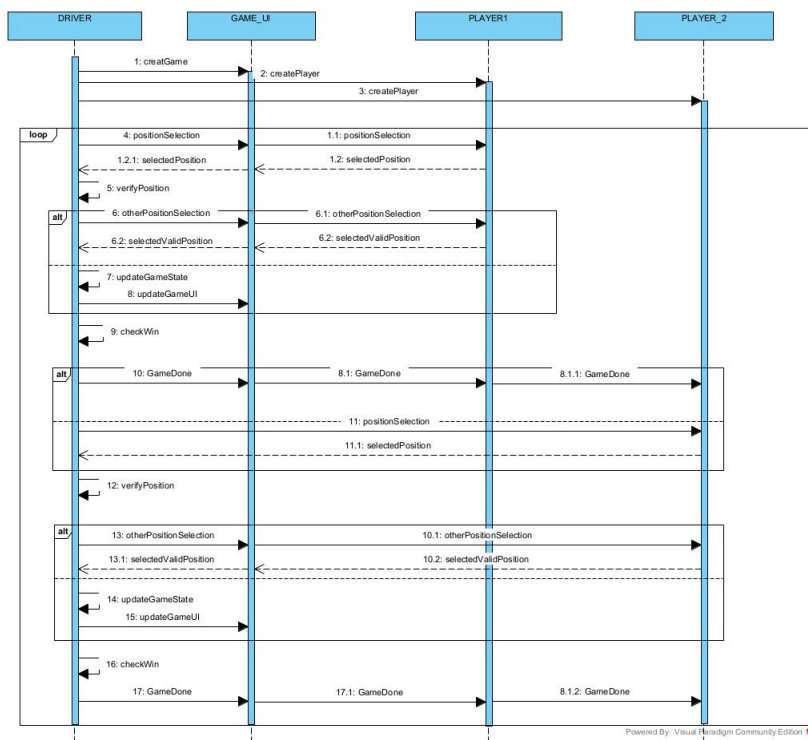 DRIVER
GAME_UI
PLAYER1
PLAYER_2
1: creatGame
2: createPlayer
3: createPlayer
loop
4: positionSelection
1.1: positionSelection
1.2.1: selectedPosition
1.2: selectedPosition
5: verifyPosition
alt
6: otherPositionSelection
6.1: otherPositionSelection
6.2: selectedValidPosition
6.2: selectedValidPosition
7: updateGameState
8: updateGameUI
9: checkWin
alt
10: GameDone
8.1: GameDone
8.1.1: GameDone
11: positionSelection
11.1: selectedPosition
12: verifyPosition
alt
13: otherPositionSelection
10.1: otherPositionSelection
13.1: selectedValidPosition
10.2: selectedValidPosition
14: updateGameState
15: updateGameUI
16: checkWin
17: GameDone
17.1: GameDone
8.1.2: GameDone
Powered By Visual Paradigm Community Edition